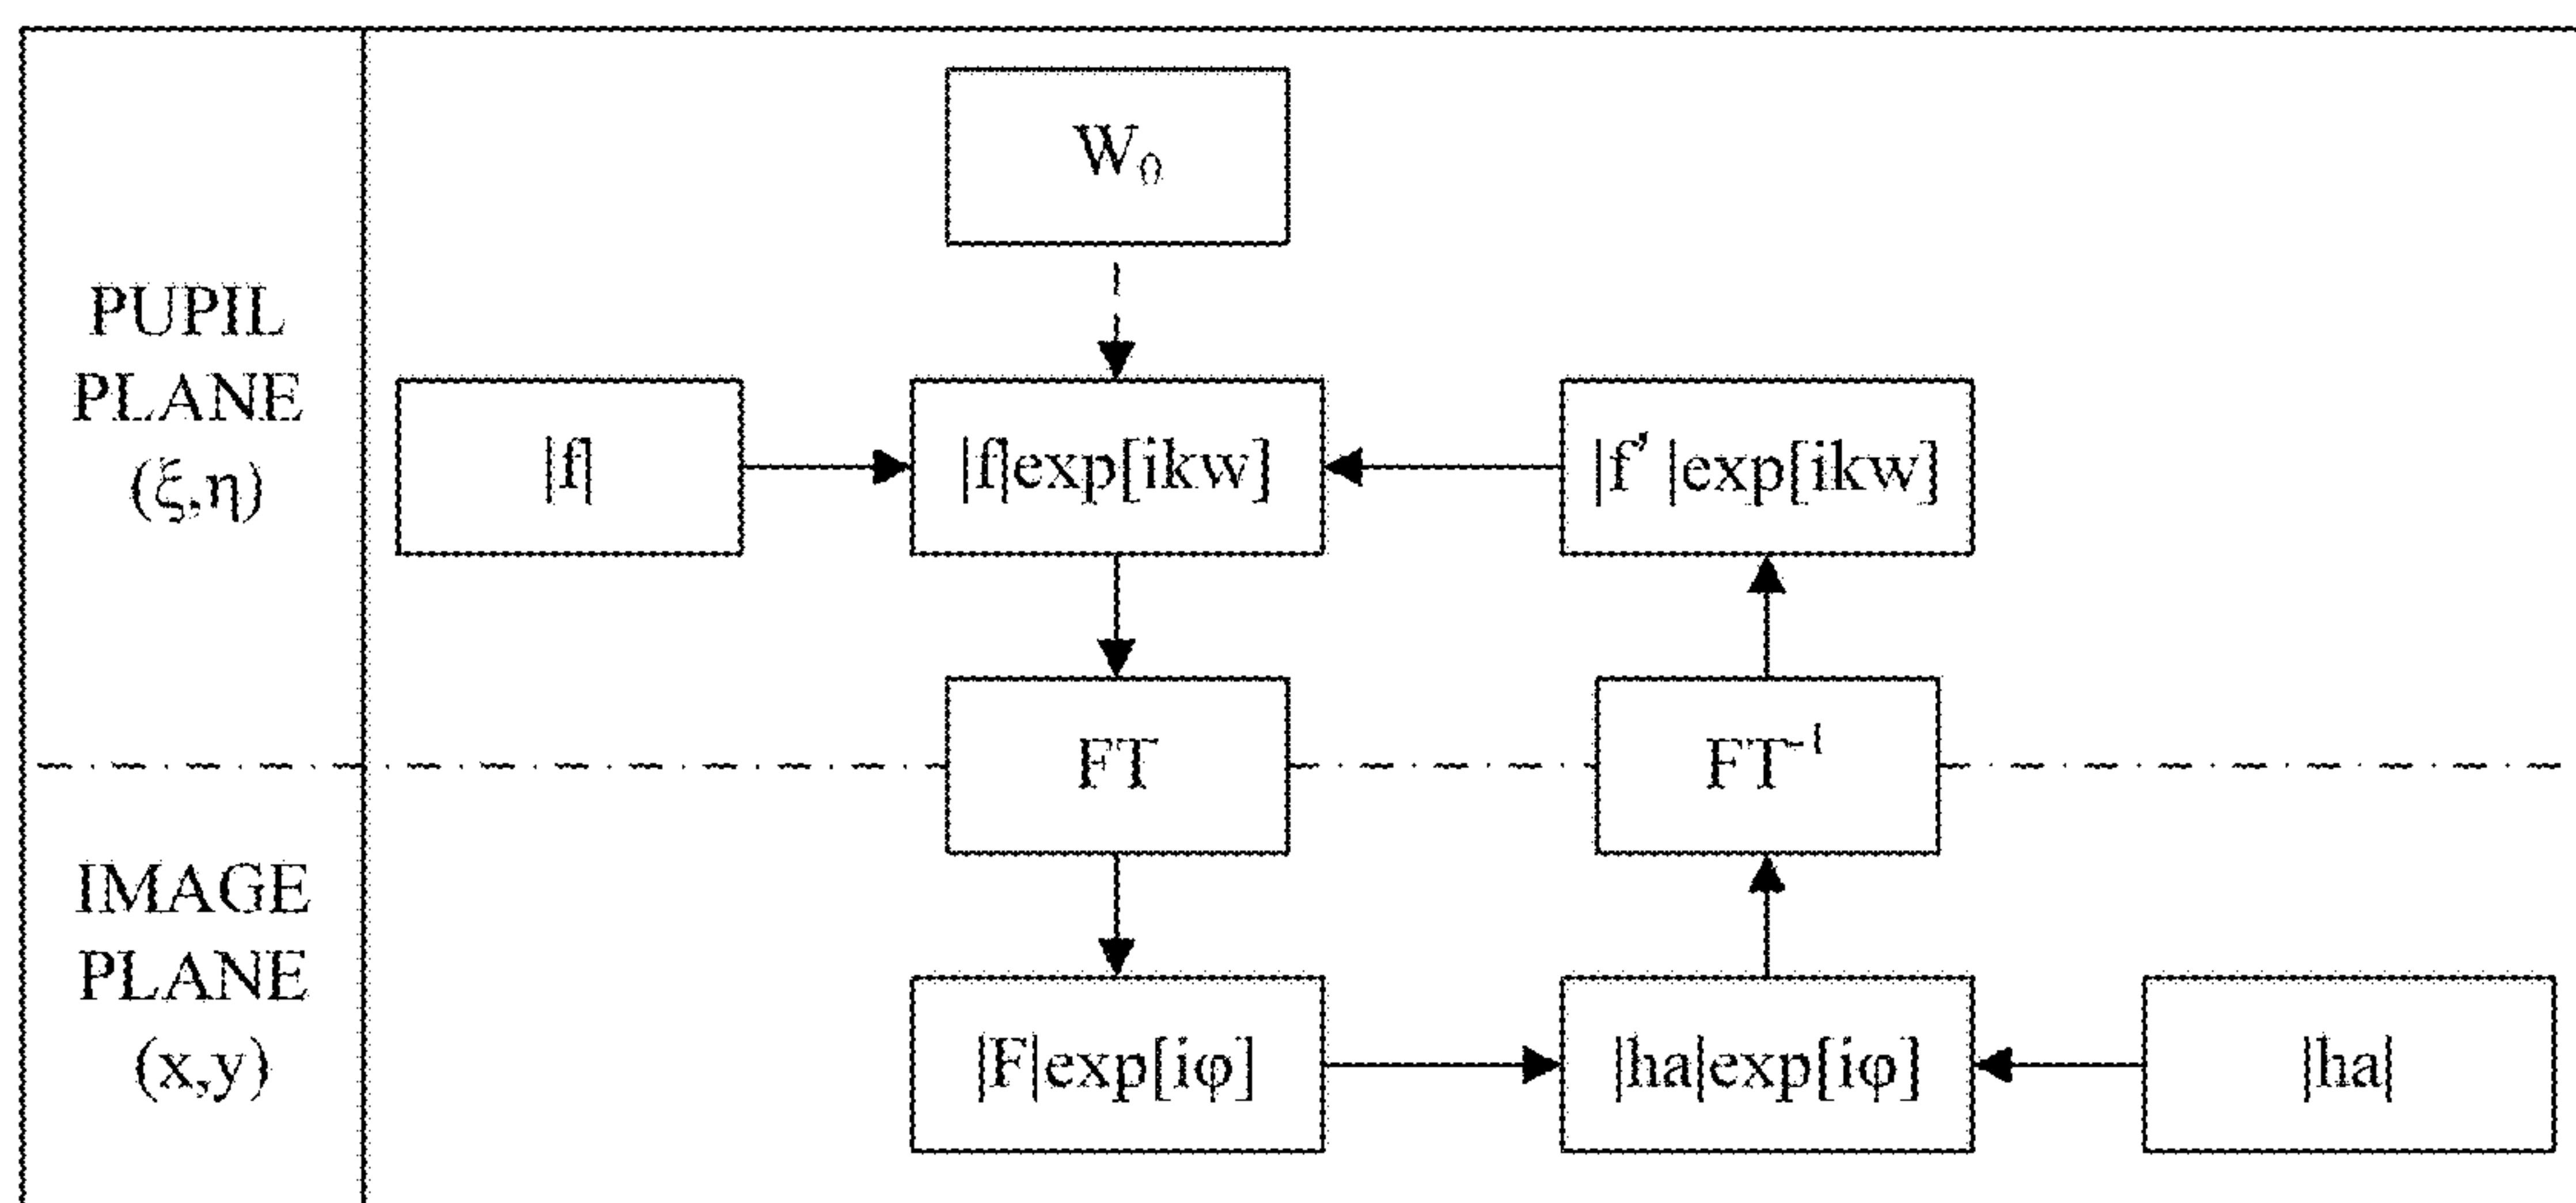 W₀
PUPIL
PLANE
(ξ,η)
|f|
|f|exp[ikw]
|f' |exp[ikw]
FT
FT⁻¹
IMAGE
PLANE
(x,y)
|F|exp[iφ]
|ha|exp[iφ]
|ha|